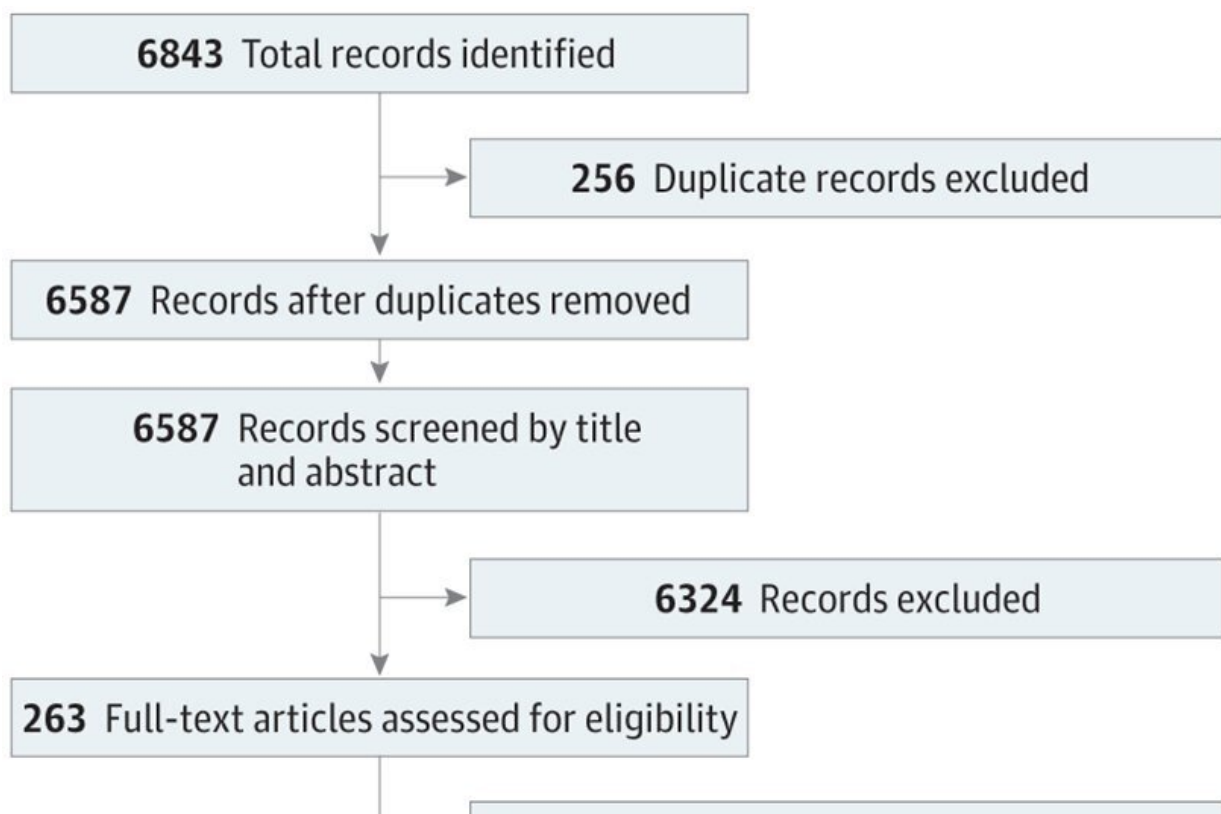 6843 Total records identified
256 Duplicate records excluded
6587 Records after duplicates removed
6587 Records screened by title
and abstract
6324 Records excluded
263 Full-text articles assessed for eligibility